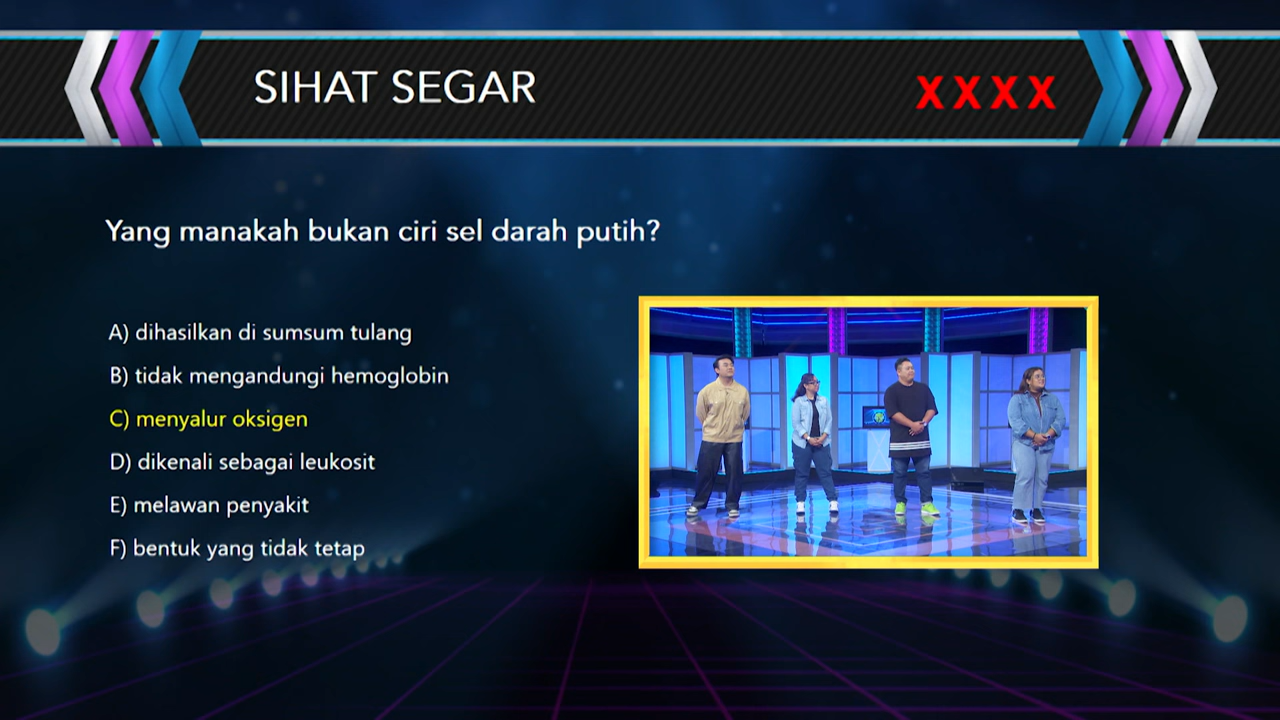 SIHAT SEGAR
X X X X
Yang manakah bukan ciri sel darah putih?
A) dihasilkan di sumsum tulang
B) tidak mengandungi hemoglobin
C) menyalur oksigen
D) dikenali sebagai leukosit
E) melawan penyakit
F) bentuk yang tidak tetap